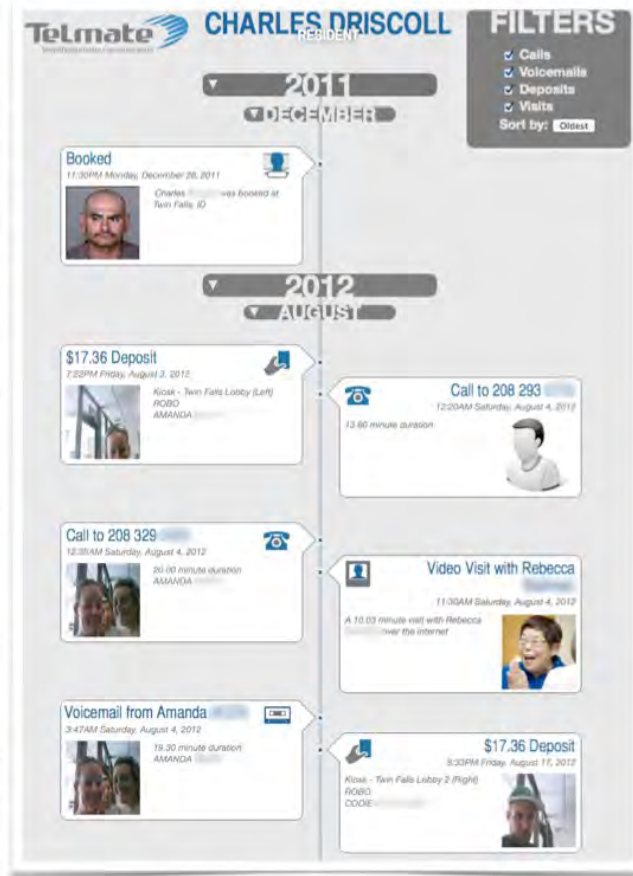 Telmate
CHARLES DRISCOLL
RESIDENT
FILTERS
Calls
Voicemails
Deposits
Visits
Sort by: Oldest
2011
DECEMBER
Booked
11:30PM Monday, December 26, 2011
Charles was booked at
Twin Falls, ID
2012
AUGUST
$17.36 Deposit
7:22PM Friday, August 3, 2012
Kiosk - Twin Falls Lobby (Left)
ROBO
AMANDA
Call to 208 293
12:20AM Saturday, August 4, 2012
13.60 minute duration
Call to 208 329
12:35AM Saturday, August 4, 2012
20.00 minute duration
AMANDA
Video Visit with Rebecca
11:30AM Saturday, August 4, 2012
A 10.03 minute visit with Rebecca
over the internet
Voicemail from Amanda
3:47AM Saturday, August 4, 2012
19.30 minute duration
AMANDA
$17.36 Deposit
5:33PM Friday, August 17, 2012
Kiosk - Twin Falls Lobby 2 (Right)
ROBO
CODIE